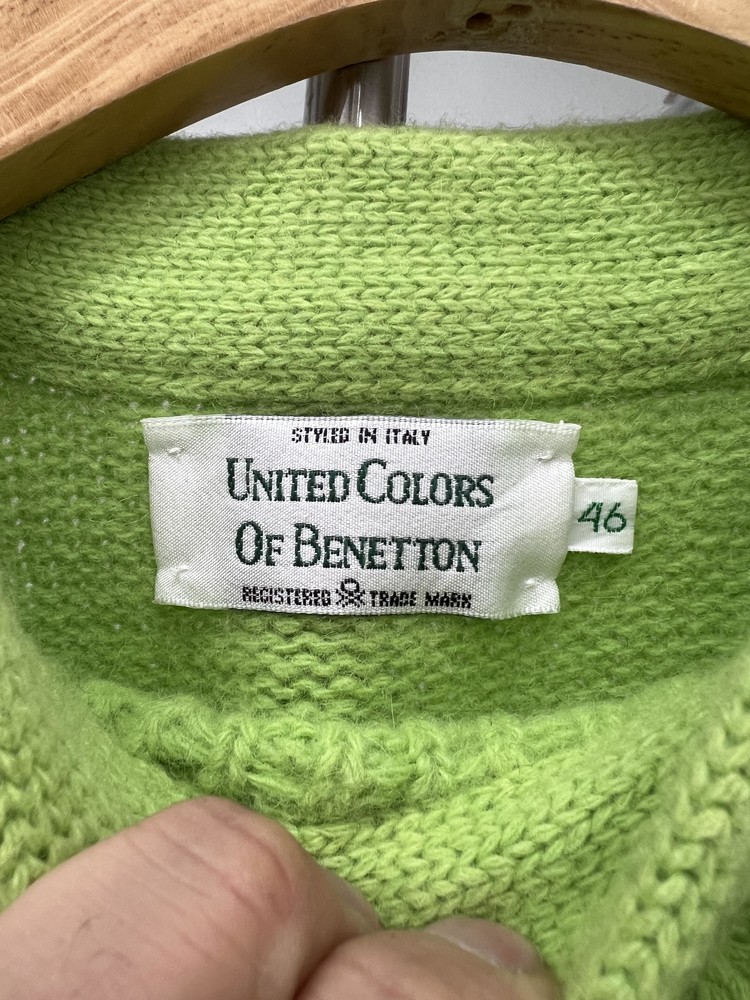 STYLED IN ITALY
UNITED COLORS
OF BENETTON
46
REGISTERED TRADE MARK